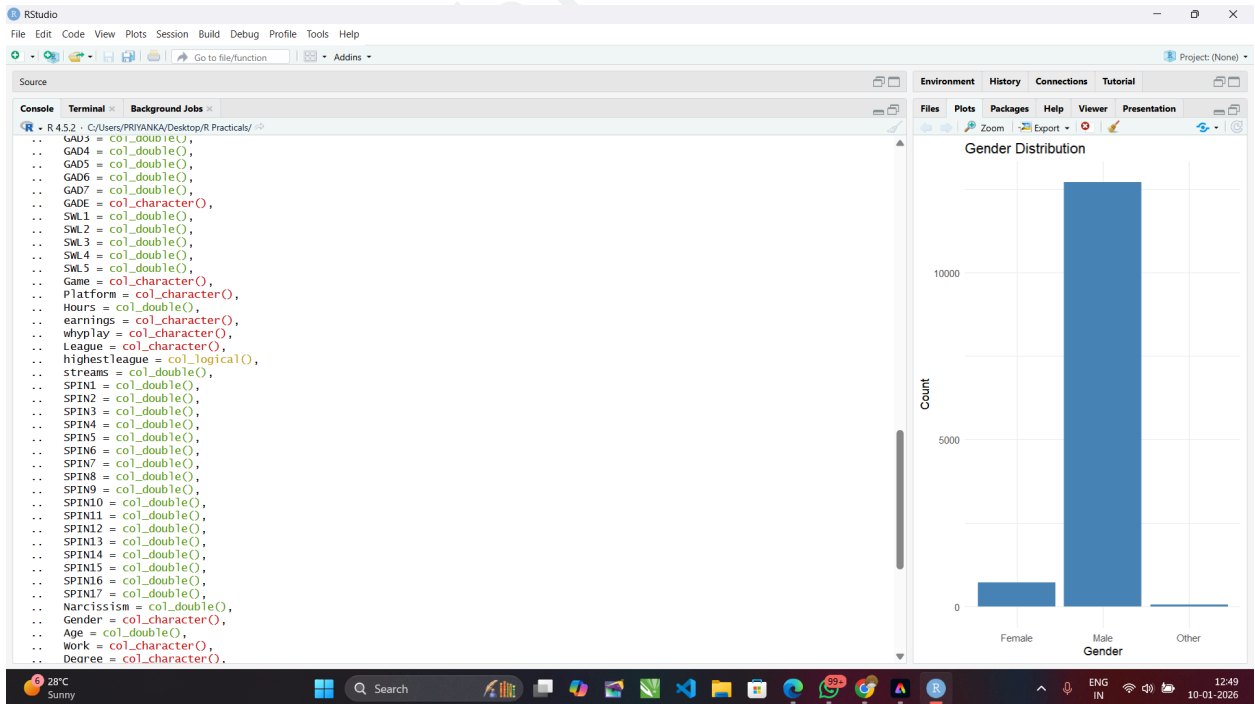 RStudio
File Edit Code View Plots Session Build Debug Profile Tools Help
Go to file/function
Addins
Project: (None)
Source
Console Terminal Background Jobs
R 4.5.2 · C:/Users/PRIYANKA/Desktop/R Practicals/
.. GAD3 = col_double(),
.. GAD4 = col_double(),
.. GAD5 = col_double(),
.. GAD6 = col_double(),
.. GAD7 = col_double(),
.. GADE = col_character(),
.. SWL1 = col_double(),
.. SWL2 = col_double(),
.. SWL3 = col_double(),
.. SWL4 = col_double(),
.. SWL5 = col_double(),
.. Game = col_character(),
.. Platform = col_character(),
.. Hours = col_double(),
.. earnings = col_character(),
.. whyplay = col_character(),
.. League = col_character(),
.. highestleague = col_logical(),
.. streams = col_double(),
.. SPIN1 = col_double(),
.. SPIN2 = col_double(),
.. SPIN3 = col_double(),
.. SPIN4 = col_double(),
.. SPIN5 = col_double(),
.. SPIN6 = col_double(),
.. SPIN7 = col_double(),
.. SPIN8 = col_double(),
.. SPIN9 = col_double(),
.. SPIN10 = col_double(),
.. SPIN11 = col_double(),
.. SPIN12 = col_double(),
.. SPIN13 = col_double(),
.. SPIN14 = col_double(),
.. SPIN15 = col_double(),
.. SPIN16 = col_double(),
.. SPIN17 = col_double(),
.. Narcissism = col_double(),
.. Gender = col_character(),
.. Age = col_double(),
.. Work = col_character(),
.. Degree = col_character(),
Environment History Connections Tutorial
Files Plots Packages Help Viewer Presentation
Zoom Export
Gender Distribution
10000
5000
0
Count
Female Male Other
Gender
6
28°C
Sunny
Search
99+
ENG
IN
12:49
10-01-2026